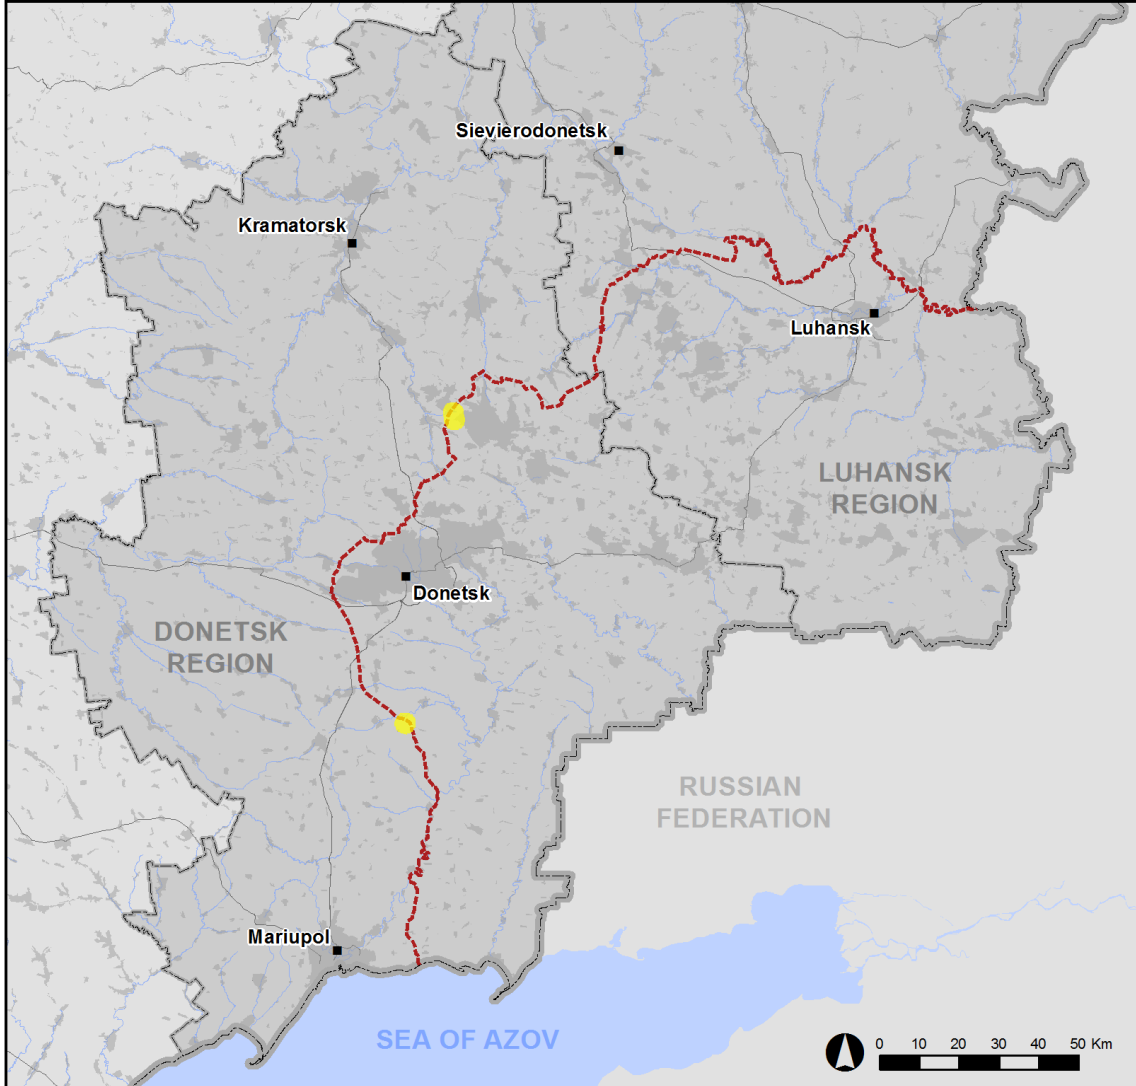 Sievierodonetsk
Kramatorsk
Luhansk
LUHANSK
REGION
Donetsk
DONETSK
REGION
RUSSIAN
FEDERATION
Mariupol
SEA OF AZOV
0 10 20 30 40 50 Km